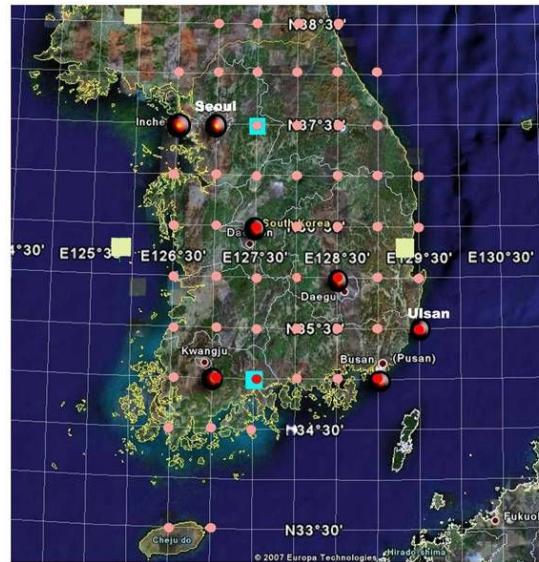 N38°30'
Seoul
Inche
N37°30'
South Korea
4°30' E125°30' E126°30' E127°30' E128°30' E129°30' E130°30'
Daegu
Ulsan
N35°30'
Kwangju
Busan (Pusan)
N34°30'
N33°30'
Cheju do
Fukuo
© 2007 Europa Technologies
Hirado shima